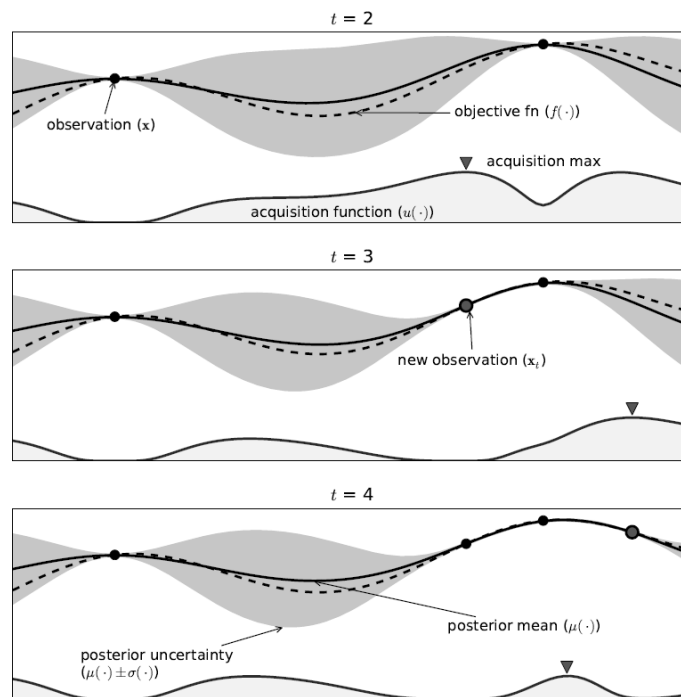 t = 2
observation (x)
objective fn (f(·))
acquisition max
acquisition function (u(·))
t = 3
new observation (xₜ)
t = 4
posterior mean (μ(·))
posterior uncertainty
(μ(·)±σ(·))